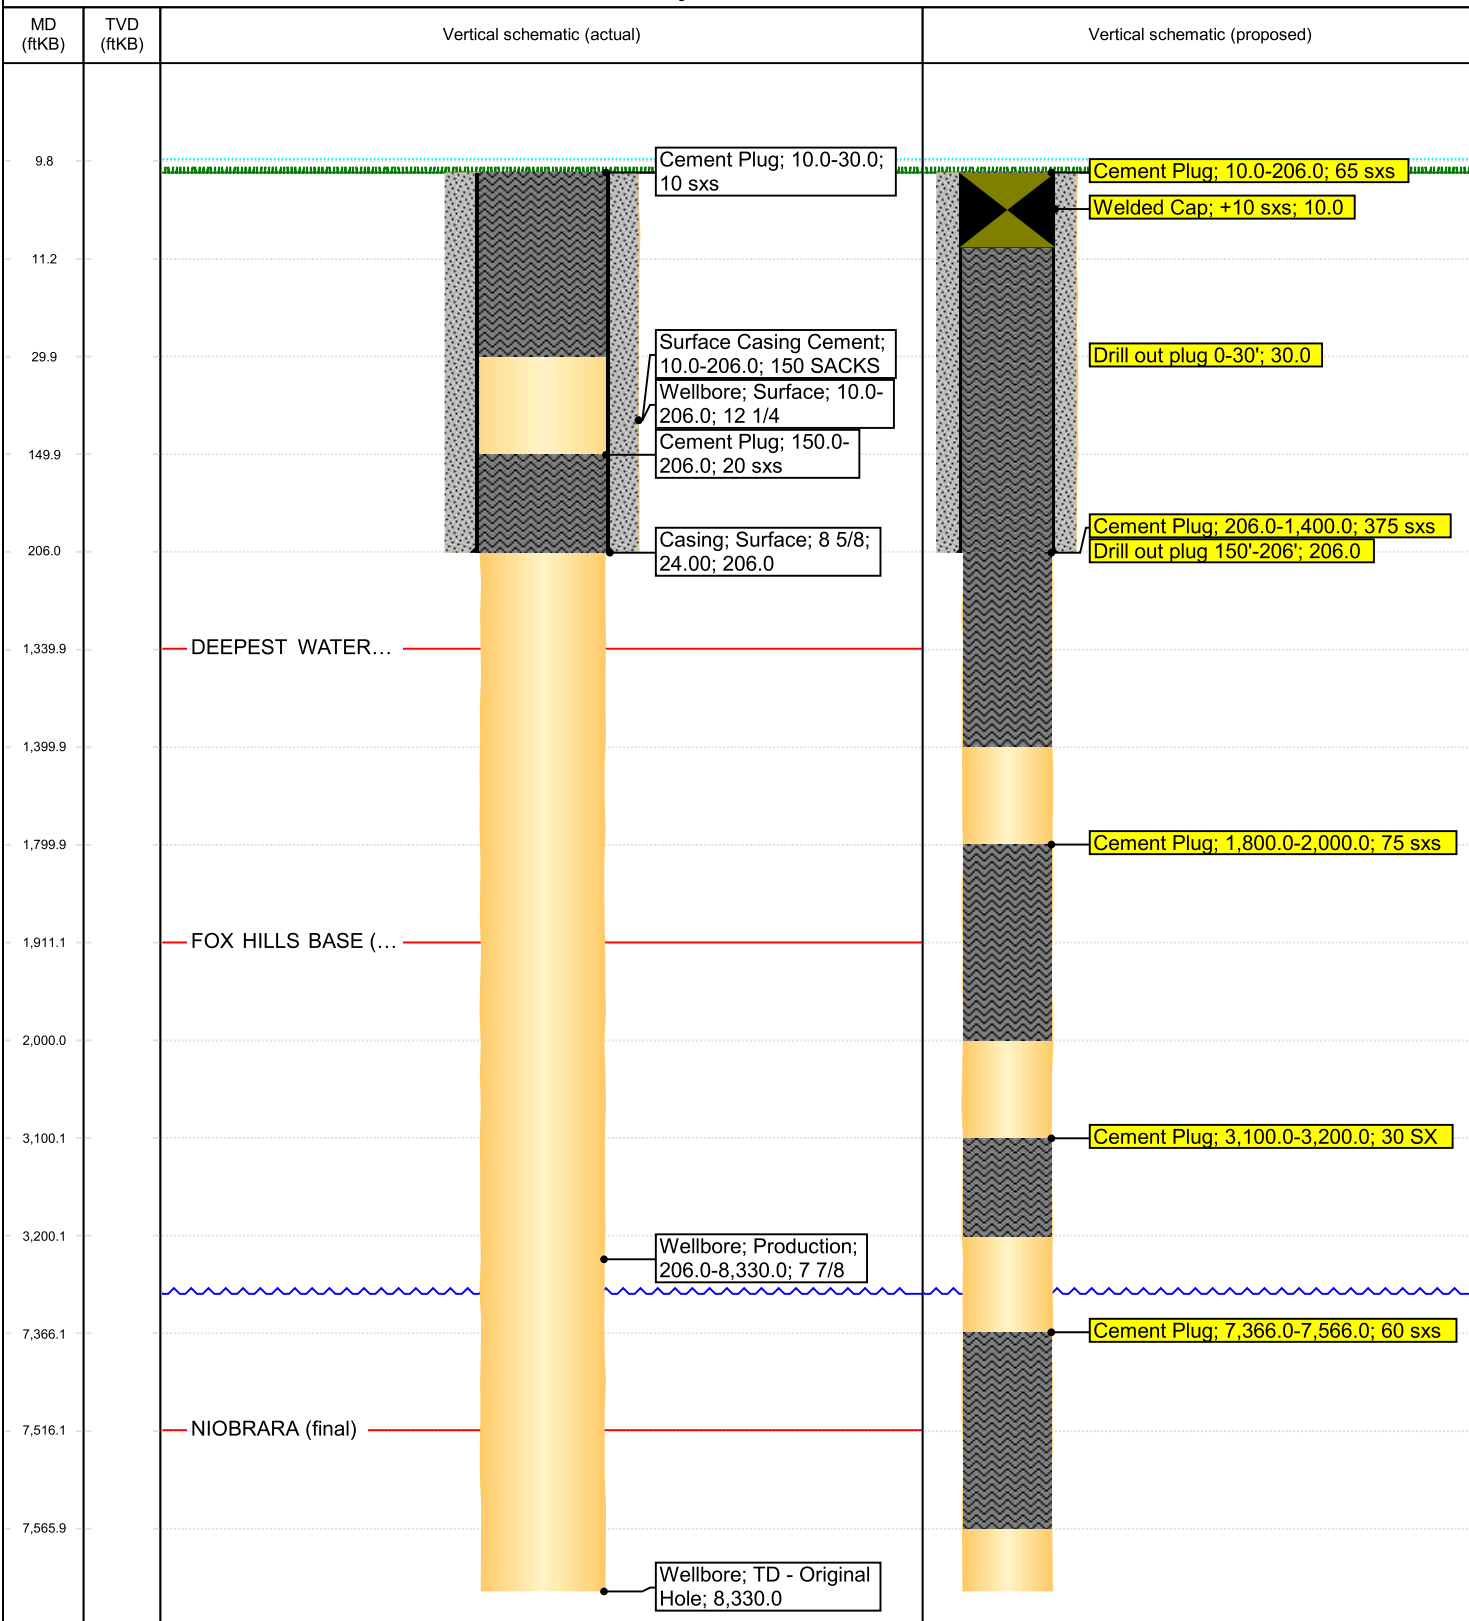 MD
(ftKB)
TVD
(ftKB)
Vertical schematic (actual)
Vertical schematic (proposed)
9.8
11.2
29.9
149.9
206.0
1,339.9
1,399.9
1,799.9
1,911.1
2,000.0
3,100.1
3,200.1
7,366.1
7,516.1
7,565.9
DEEPEST WATER…
FOX HILLS BASE (…
NIOBRARA (final)
Cement Plug; 10.0-30.0;
10 sxs
Surface Casing Cement;
10.0-206.0; 150 SACKS
Wellbore; Surface; 10.0-
206.0; 12 1/4
Cement Plug; 150.0-
206.0; 20 sxs
Casing; Surface; 8 5/8;
24.00; 206.0
Wellbore; Production;
206.0-8,330.0; 7 7/8
Wellbore; TD - Original
Hole; 8,330.0
Cement Plug; 10.0-206.0; 65 sxs
Welded Cap; +10 sxs; 10.0
Drill out plug 0-30'; 30.0
Cement Plug; 206.0-1,400.0; 375 sxs
Drill out plug 150'-206'; 206.0
Cement Plug; 1,800.0-2,000.0; 75 sxs
Cement Plug; 3,100.0-3,200.0; 30 SX
Cement Plug; 7,366.0-7,566.0; 60 sxs